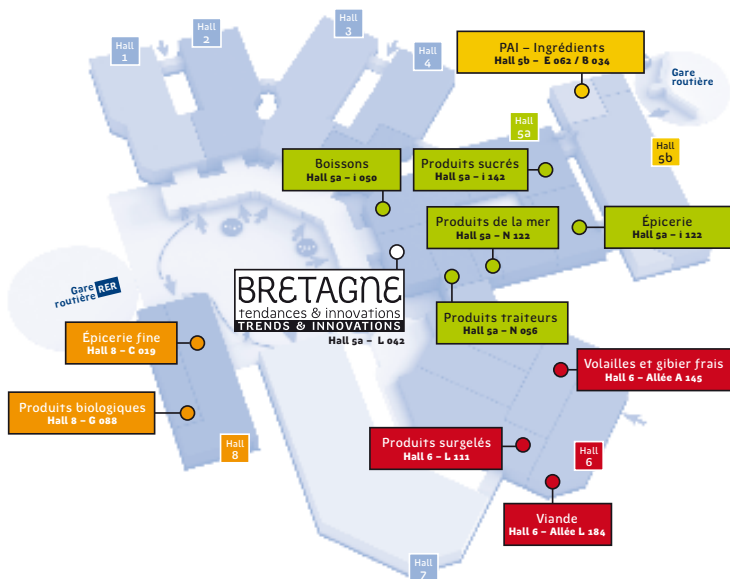 Hall
1
Hall
2
Hall
3
Hall
4
PAI – Ingrédients
Hall 5b – E 062 / B 034
Gare
routière
Hall
5a
Hall
5b
Boissons
Hall 5a – i 050
Produits sucrés
Hall 5a – i 142
Produits de la mer
Hall 5a – N 122
Épicerie
Hall 5a – i 122
Gare RER
routière
BRETAGNE
tendances & innovations
TRENDS & INNOVATIONS
Hall 5a – L 042
Produits traiteurs
Hall 5a – N 056
Épicerie fine
Hall 8 – C 019
Volailles et gibier frais
Hall 6 – Allée A 145
Produits biologiques
Hall 8 – G 088
Hall
8
Produits surgelés
Hall 6 – L 111
Hall
6
Viande
Hall 6 – Allée L 184
Hall
7